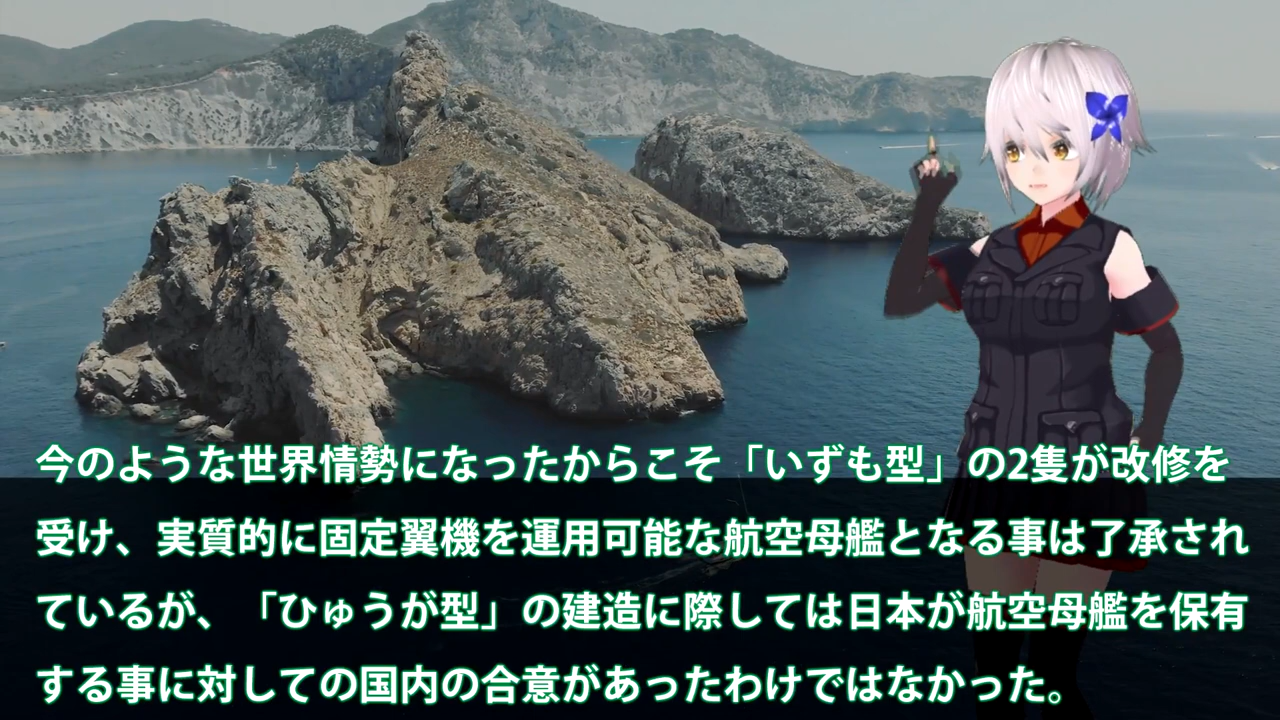 今のような世界情勢になったからこそ「いずも型」の2隻が改修を
受け、実質的に固定翼機を運用可能な航空母艦となる事は了承され
ているが、「ひゅうが型」の建造に際しては日本が航空母艦を保有
する事に対しての国内の合意があったわけではなかった。